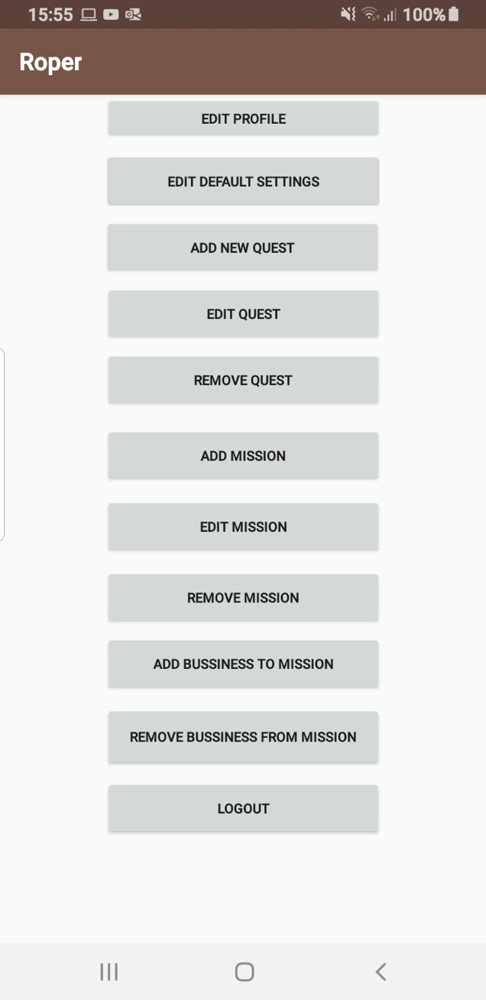 15:55 100%
Roper
EDIT PROFILE
EDIT DEFAULT SETTINGS
ADD NEW QUEST
EDIT QUEST
REMOVE QUEST
ADD MISSION
EDIT MISSION
REMOVE MISSION
ADD BUSSINESS TO MISSION
REMOVE BUSSINESS FROM MISSION
LOGOUT